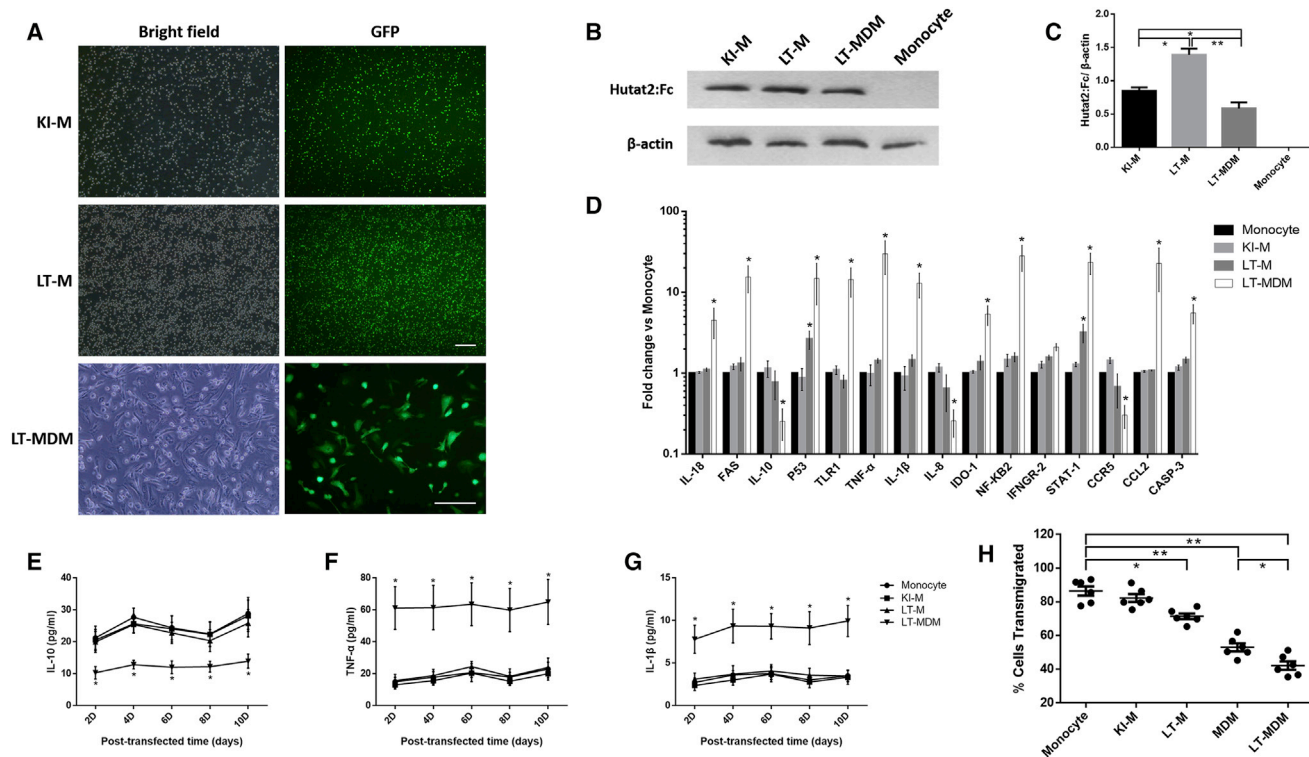 A
Bright field
GFP
KI-M
LT-M
LT-MDM
B
KI-M
LT-M
LT-MDM
Monocyte
Hutat2:Fc
β-actin
C
Hutat2:Fc/ β-actin
2.0
1.5
1.0
0.5
0.0
*
* **
KI-M
LT-M
LT-MDM
Monocyte
D
Fold change vs Monocyte
100
10
1
0.1
* * * * * * * * * * * * * * * *
Monocyte
KI-M
LT-M
LT-MDM
IL-18
FAS
IL-10
P53
TLR1
TNF-α
IL-1β
IL-8
IDO-1
NF-KB2
IFNGR-2
STAT-1
CCR5
CCL2
CASP-3
E
IL-10 (pg/ml)
40
30
20
10
0
* * * * *
2D
4D
6D
8D
10D
Post-transfected time (days)
F
TNF-α (pg/ml)
80
60
40
20
0
* * * * *
2D
4D
6D
8D
10D
Post-transfected time (days)
G
IL-1β (pg/ml)
15
10
5
0
* * * * *
2D
4D
6D
8D
10D
Post-transfected time (days)
Monocyte
KI-M
LT-M
LT-MDM
H
% Cells Transmigrated
120
100
80
60
40
20
**
**
* *
Monocyte
KI-M
LT-M
MDM
LT-MDM